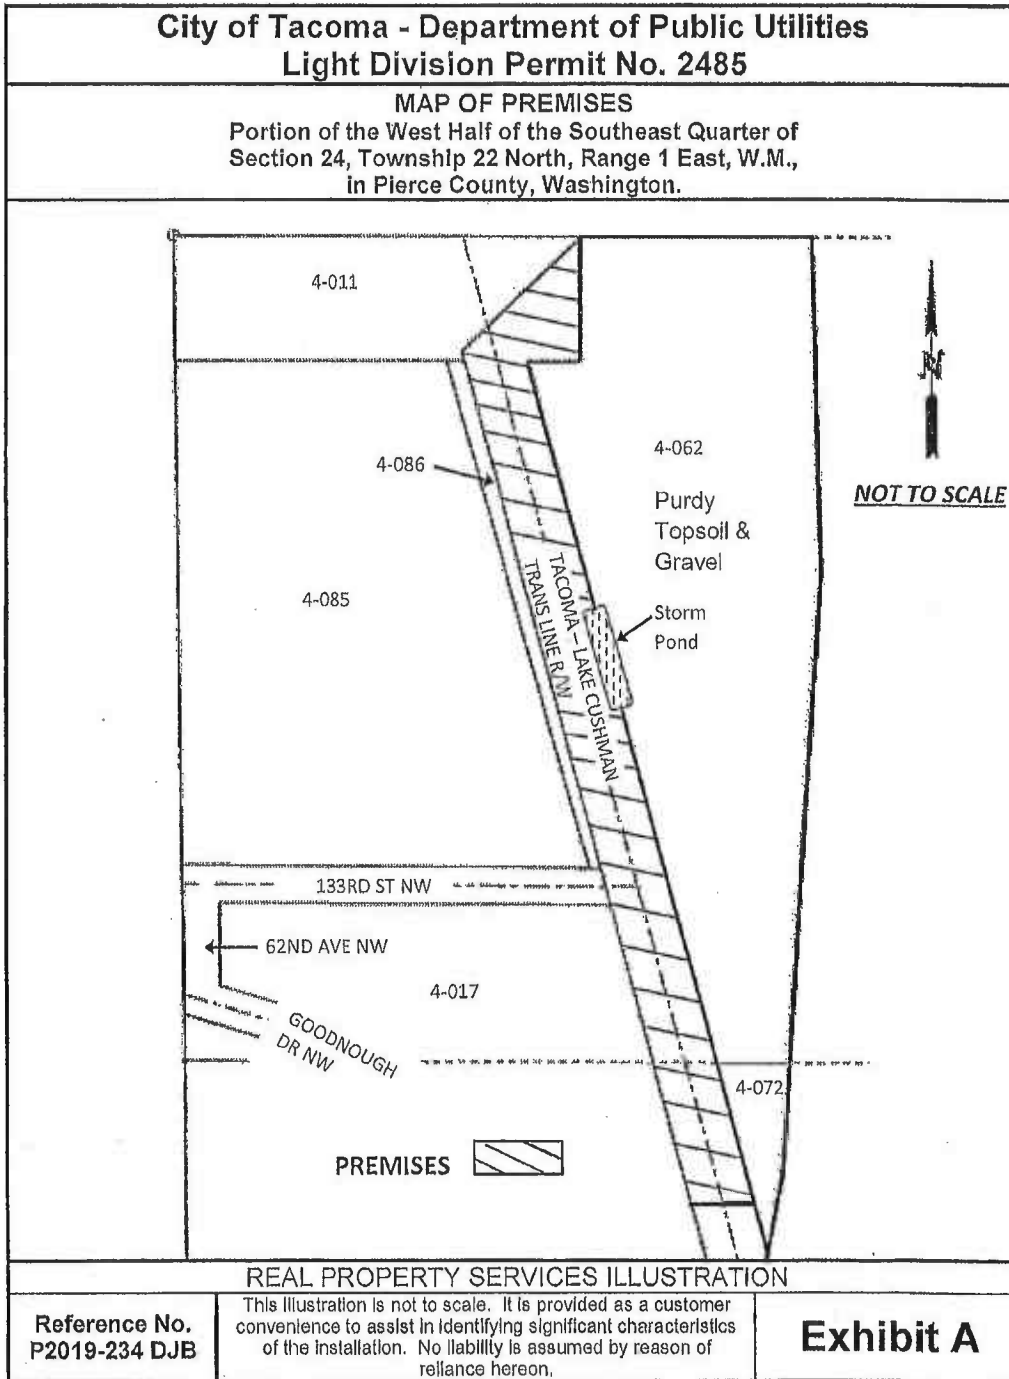 City of Tacoma - Department of Public Utilities
Light Division Permit No. 2485
MAP OF PREMISES
Portion of the West Half of the Southeast Quarter of
Section 24, Township 22 North, Range 1 East, W.M.,
in Pierce County, Washington.
4-011
N
4-086
4-062
NOT TO SCALE
Purdy
Topsoil &
Gravel
4-085
TACOMA – LAKE CUSHMAN
TRANS LINE R/W
Storm
Pond
133RD ST NW
62ND AVE NW
4-017
GOODNOUGH
DR NW
4-072
PREMISES
REAL PROPERTY SERVICES ILLUSTRATION
Reference No.
P2019-234 DJB
This illustration is not to scale. It is provided as a customer
convenience to assist in identifying significant characteristics
of the installation. No liability is assumed by reason of
reliance hereon.
Exhibit A